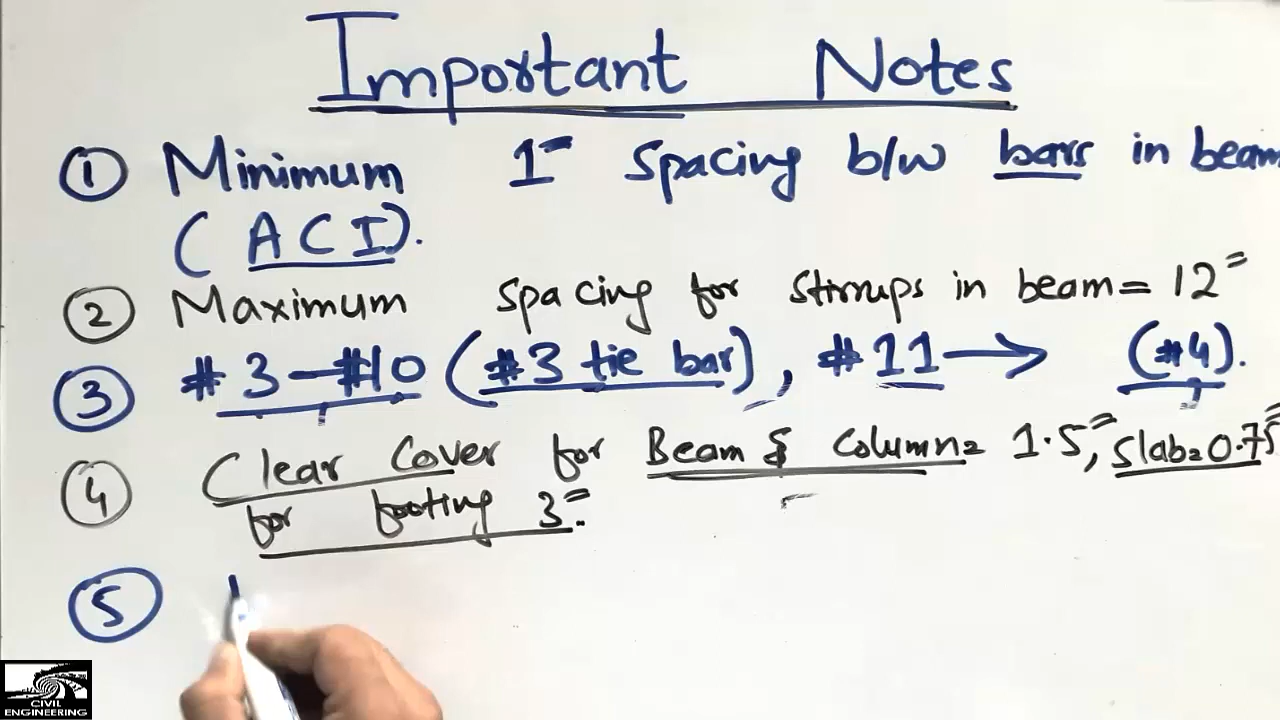 Important Notes
① Minimum 1" spacing b/w bars in beam
(ACI).
② Maximum spacing for stirrups in beam = 12"
③ #3 — #10 (#3 tie bar), #11 → (#4).
④ Clear Cover for Beam & Column = 1.5", Slab = 0.75"
for footing 3".
⑤
CIVIL
ENGINEERING